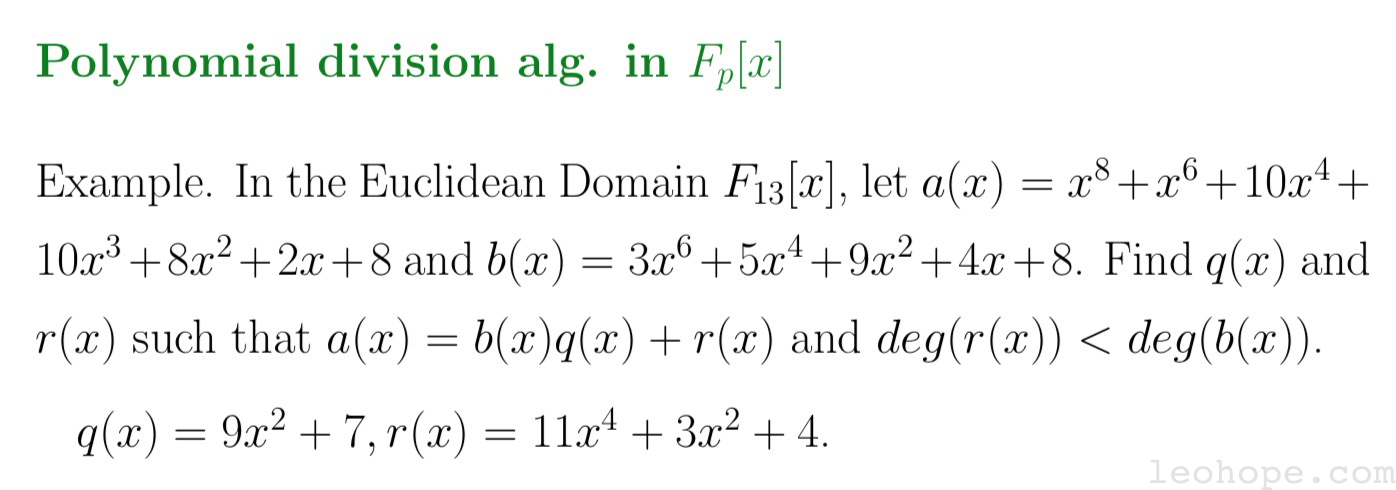 Polynomial division alg. in $F_p[x]$
Example. In the Euclidean Domain $F_{13}[x]$, let $a(x) = x^8 + x^6 + 10x^4 +$
$10x^3 + 8x^2 + 2x + 8$ and $b(x) = 3x^6 + 5x^4 + 9x^2 + 4x + 8$. Find $q(x)$ and
$r(x)$ such that $a(x) = b(x)q(x) + r(x)$ and $deg(r(x)) < deg(b(x))$.
$q(x) = 9x^2 + 7, r(x) = 11x^4 + 3x^2 + 4.$
leohope.com